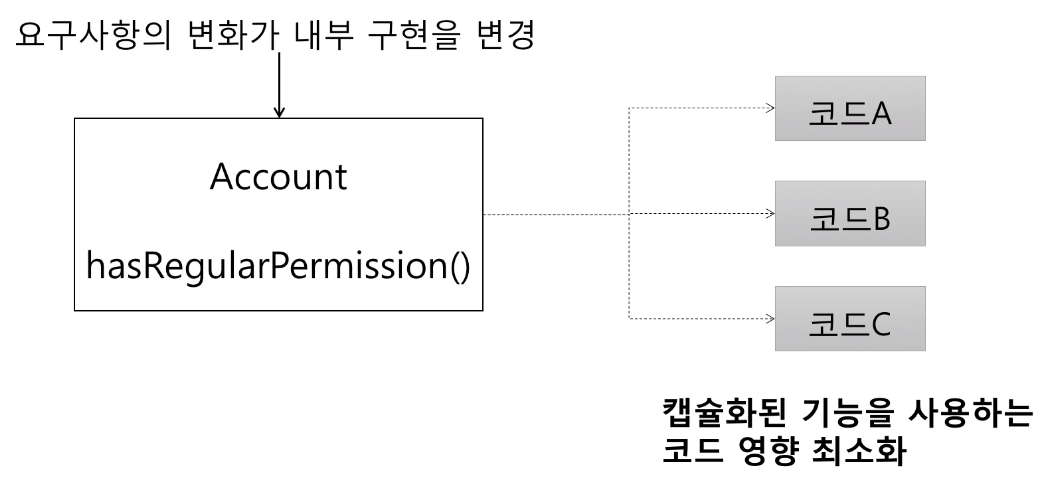 요구사항의 변화가 내부 구현을 변경
Account
hasRegularPermission()
코드A
코드B
코드C
캡슐화된 기능을 사용하는
코드 영향 최소화